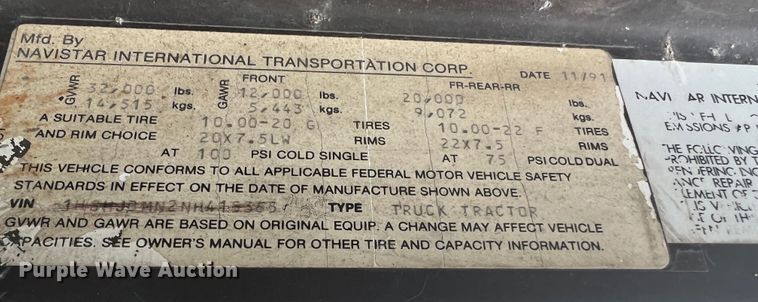 Mfd. By
NAVISTAR INTERNATIONAL TRANSPORTATION CORP. DATE 11/91
FRONT FR-REAR-RR
GVWR 32,000 lbs. GAWR 12,000 lbs. 20,000 lbs.
14,515 kgs. 5,443 kgs. 9,072 kgs.
A SUITABLE TIRE 10.00-20 G TIRES 10.00-22 F TIRES
AND RIM CHOICE 20X7.5LW RIMS 22X7.5 RIMS
AT 100 PSI COLD SINGLE AT 75 PSI COLD DUAL
THIS VEHICLE CONFORMS TO ALL APPLICABLE FEDERAL MOTOR VEHICLE SAFETY
STANDARDS IN EFFECT ON THE DATE OF MANUFACTURE SHOWN ABOVE.
VIN TYPE TRUCK TRACTOR
GVWR AND GAWR ARE BASED ON ORIGINAL EQUIP. A CHANGE MAY AFFECT VEHICLE
CAPACITIES. SEE OWNER'S MANUAL FOR OTHER TIRE AND CAPACITY INFORMATION.
THE FOLLOWING
PROHIBITED BY
REPAIR
Purple Wave Auction